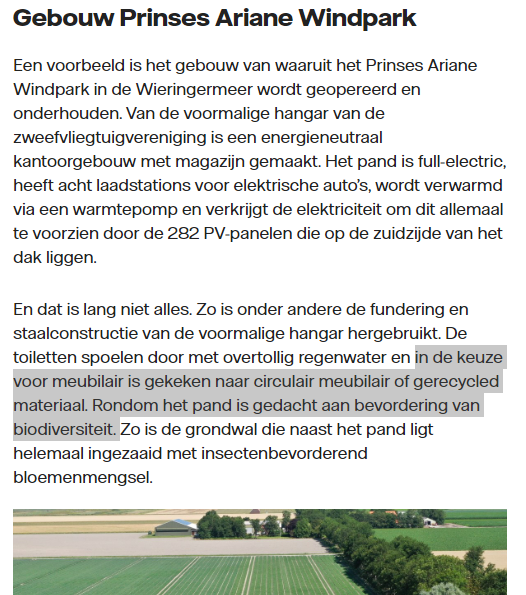 Gebouw Prinses Ariane Windpark
Een voorbeeld is het gebouw van waaruit het Prinses Ariane
Windpark in de Wieringermeer wordt geopereerd en
onderhouden. Van de voormalige hangar van de
zweefvliegtuigvereniging is een energieneutraal
kantoorgebouw met magazijn gemaakt. Het pand is full-electric,
heeft acht laadstations voor elektrische auto’s, wordt verwarmd
via een warmtepomp en verkrijgt de elektriciteit om dit allemaal
te voorzien door de 282 PV-panelen die op de zuidzijde van het
dak liggen.
En dat is lang niet alles. Zo is onder andere de fundering en
staalconstructie van de voormalige hangar hergebruikt. De
toiletten spoelen door met overtollig regenwater en in de keuze
voor meubilair is gekeken naar circulair meubilair of gerecycled
materiaal. Rondom het pand is gedacht aan bevordering van
biodiversiteit. Zo is de grondwal die naast het pand ligt
helemaal ingezaaid met insectenbevorderend
bloemenmengsel.